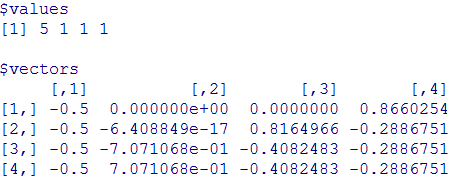 $values
[1] 5 1 1 1
$vectors
[,1] [,2] [,3] [,4]
[1,] -0.5 0.000000e+00 0.0000000 0.8660254
[2,] -0.5 -6.408849e-17 0.8164966 -0.2886751
[3,] -0.5 -7.071068e-01 -0.4082483 -0.2886751
[4,] -0.5 7.071068e-01 -0.4082483 -0.2886751